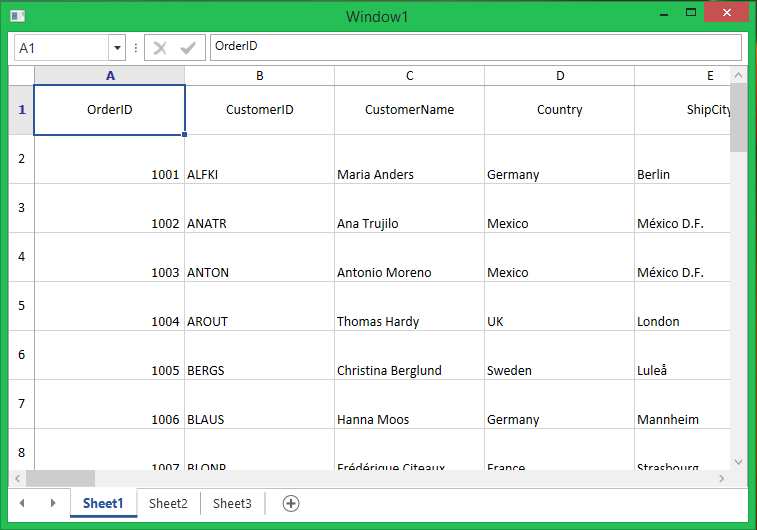 Window1
A1
OrderID
A B C D E
1 OrderID CustomerID CustomerName Country ShipCity
2 1001 ALFKI Maria Anders Germany Berlin
3 1002 ANATR Ana Trujilo Mexico México D.F.
4 1003 ANTON Antonio Moreno Mexico México D.F.
5 1004 AROUT Thomas Hardy UK London
6 1005 BERGS Christina Berglund Sweden Luleå
7 1006 BLAUS Hanna Moos Germany Mannheim
8 1007 BLONP Frédérique Citeaux France Strasbourg
Sheet1 Sheet2 Sheet3